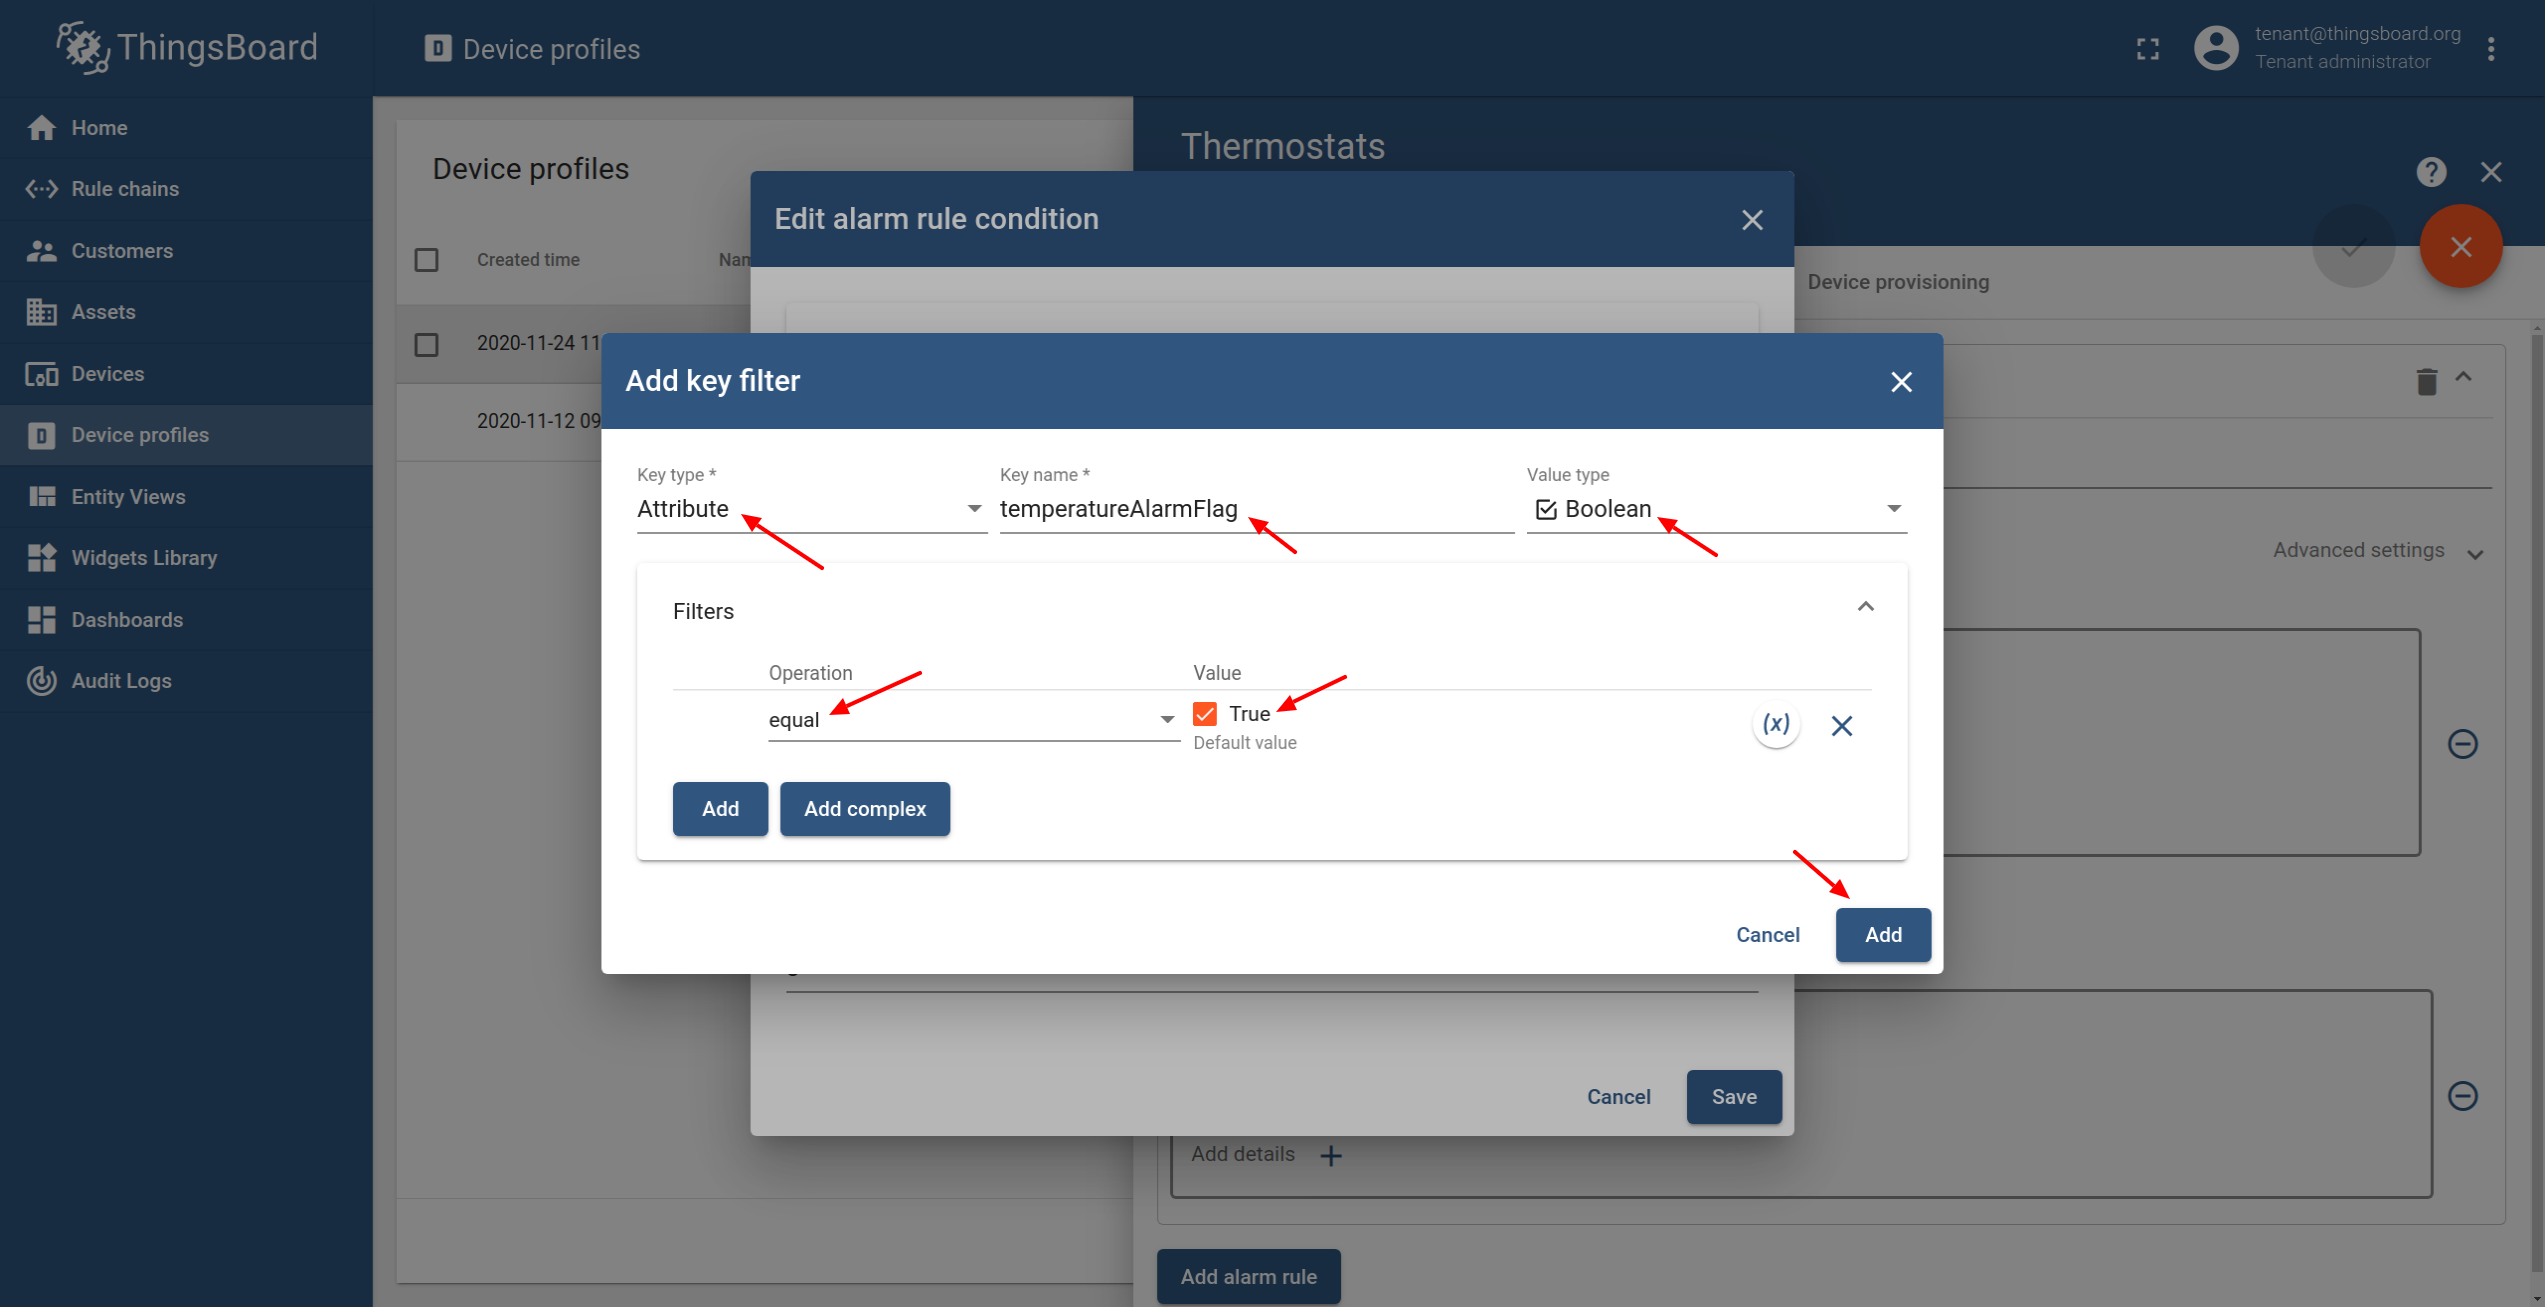 ThingsBoard
Device profiles
tenant@thingsboard.org
Tenant administrator
Home
Rule chains
Customers
Assets
Devices
Device profiles
Entity Views
Widgets Library
Dashboards
Audit Logs
Device profiles
Created time
2020-11-24 11
2020-11-12 09
Thermostats
Device provisioning
Advanced settings
Edit alarm rule condition
Add key filter
Key type * Key name * Value type
Attribute temperatureAlarmFlag Boolean
Filters
Operation Value
equal True
Default value
(x)
Add Add complex
Cancel Add
Cancel Save
Add details
Add alarm rule